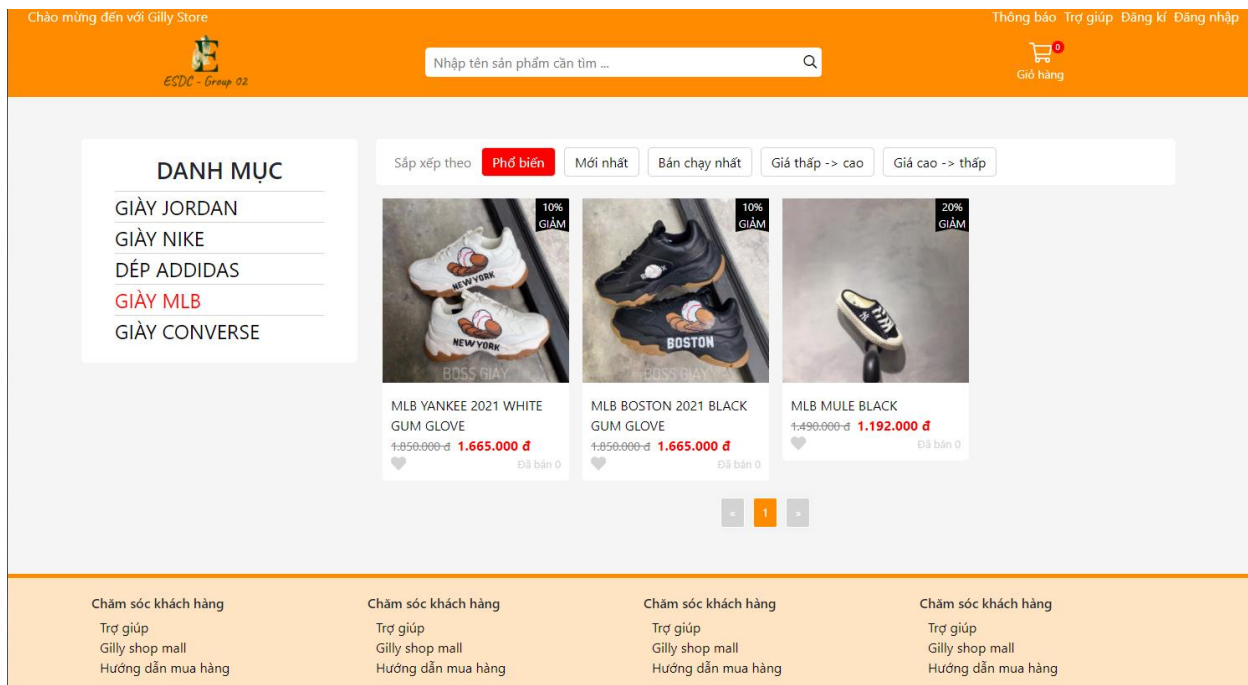 Chào mừng đến với Gilly Store
Thông báo Trợ giúp Đăng kí Đăng nhập
E
ESDC - Group 02
Nhập tên sản phẩm cần tìm ...
0
Giỏ hàng
DANH MỤC
GIÀY JORDAN
GIÀY NIKE
DÉP ADDIDAS
GIÀY MLB
GIÀY CONVERSE
Sắp xếp theo Phổ biến Mới nhất Bán chạy nhất Giá thấp -> cao Giá cao -> thấp
10%
GIẢM
NEW YORK
NEW YORK
BOSS GIAY
MLB YANKEE 2021 WHITE
GUM GLOVE
1.850.000 đ 1.665.000 đ
Đã bán 0
10%
GIẢM
BOSTON
BOSS GIAY
MLB BOSTON 2021 BLACK
GUM GLOVE
1.850.000 đ 1.665.000 đ
Đã bán 0
20%
GIẢM
NY
MLB MULE BLACK
1.490.000 đ 1.192.000 đ
Đã bán 0
« 1 »
Chăm sóc khách hàng
Trợ giúp
Gilly shop mall
Hướng dẫn mua hàng
Chăm sóc khách hàng
Trợ giúp
Gilly shop mall
Hướng dẫn mua hàng
Chăm sóc khách hàng
Trợ giúp
Gilly shop mall
Hướng dẫn mua hàng
Chăm sóc khách hàng
Trợ giúp
Gilly shop mall
Hướng dẫn mua hàng